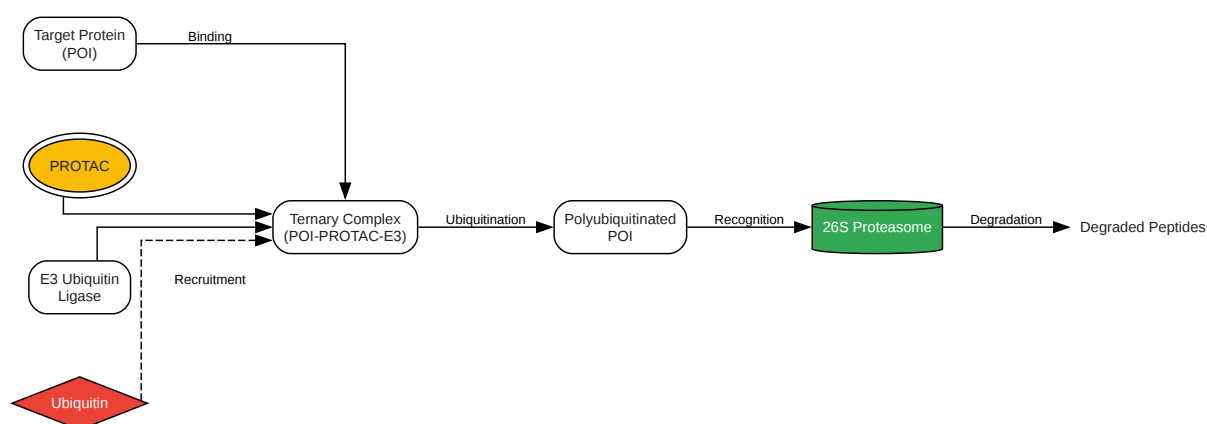 Target Protein
(POI)
Binding
PROTAC
Ternary Complex
(POI-PROTAC-E3)
Ubiquitination
Polyubiquitinated
POI
Recognition
26S Proteasome
Degradation
Degraded Peptides
E3 Ubiquitin
Ligase
Recruitment
Ubiquitin